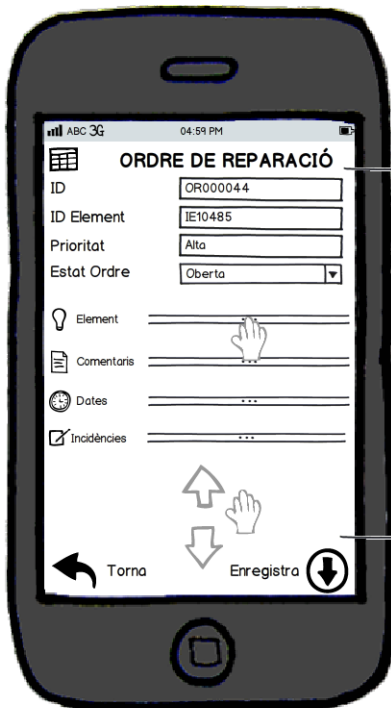 ABC 3G 04:59 PM
ORDRE DE REPARACIÓ
ID OR000044
ID Element IE10485
Prioritat Alta
Estat Ordre Oberta
Element
Comentaris
Dates
Incidències
Torna Enregistra